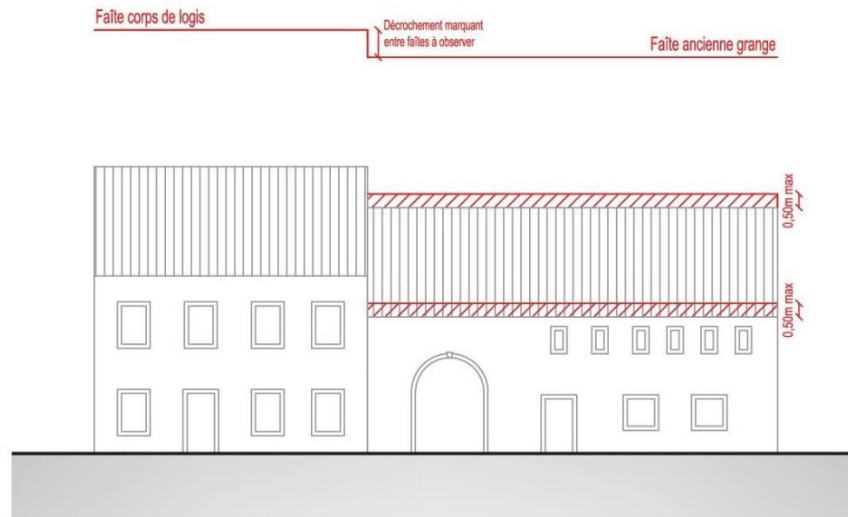 Faîte corps de logis
Décrochement marquant
entre faîtes à observer
Faîte ancienne grange
0,50m max
0,50m max